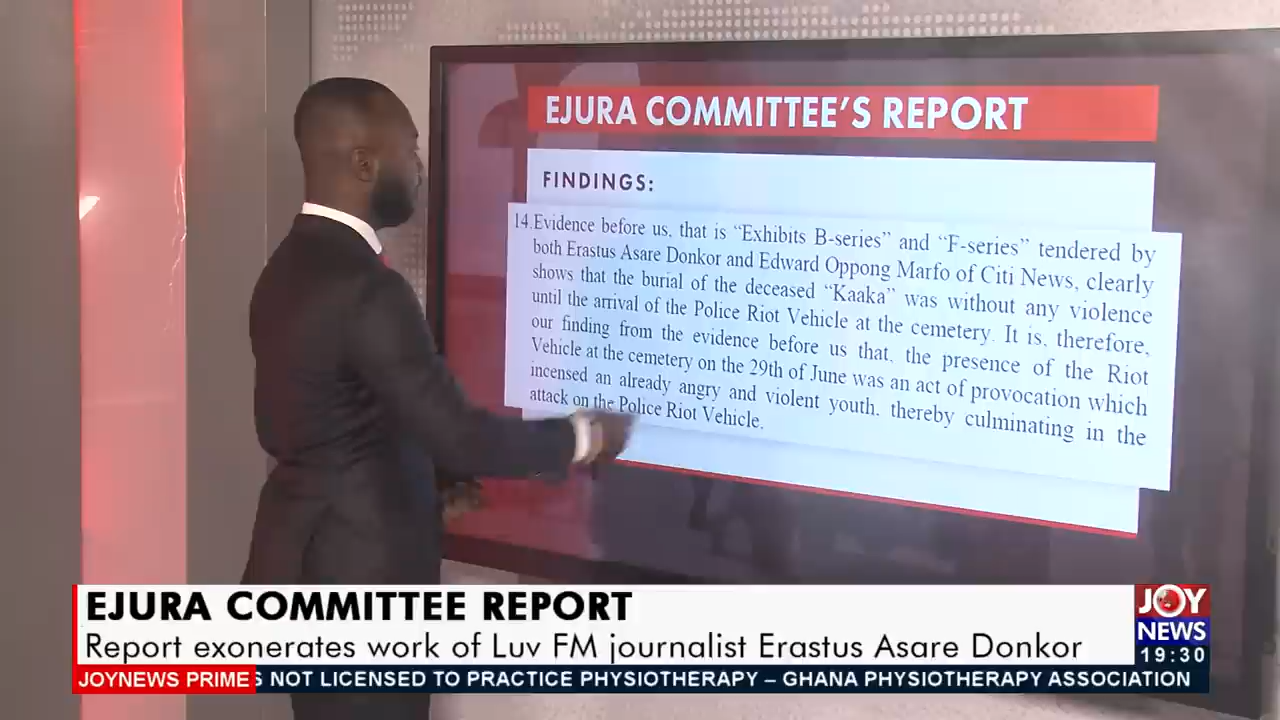 EJURA COMMITTEE'S REPORT
FINDINGS:
14.Evidence before us, that is “Exhibits B-series” and “F-series” tendered by
both Erastus Asare Donkor and Edward Oppong Marfo of Citi News, clearly
shows that the burial of the deceased “Kaaka” was without any violence
until the arrival of the Police Riot Vehicle at the cemetery. It is, therefore,
our finding from the evidence before us that, the presence of the Riot
Vehicle at the cemetery on the 29th of June was an act of provocation which
incensed an already angry and violent youth, thereby culminating in the
attack on the Police Riot Vehicle.
EJURA COMMITTEE REPORT
Report exonerates work of Luv FM journalist Erastus Asare Donkor
JOY
NEWS
19:30
JOYNEWS PRIME
NOT LICENSED TO PRACTICE PHYSIOTHERAPY – GHANA PHYSIOTHERAPY ASSOCIATION